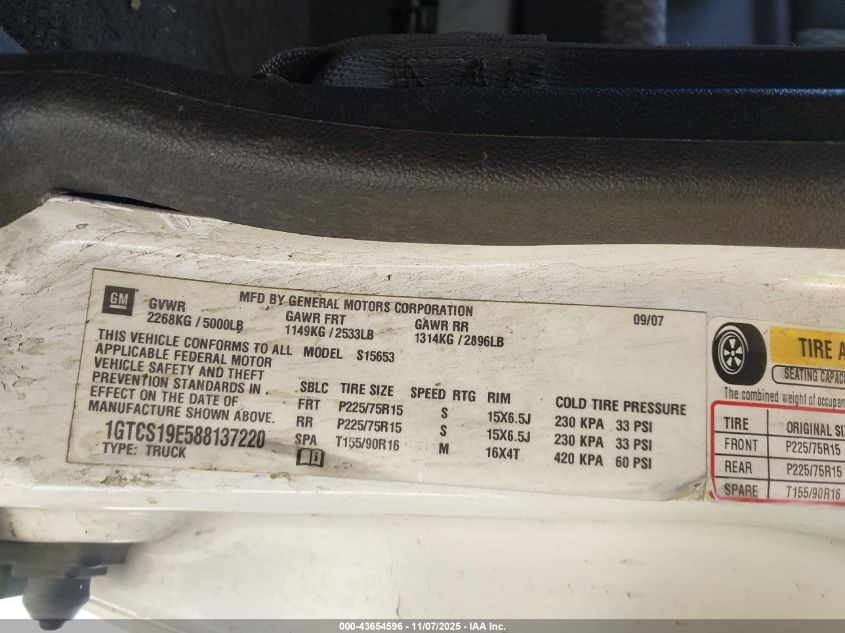 GM
MFD BY GENERAL MOTORS CORPORATION
09/07
GVWR GAWR FRT GAWR RR
2268KG / 5000LB 1149KG / 2533LB 1314KG / 2896LB
THIS VEHICLE CONFORMS TO ALL MODEL S15653
APPLICABLE FEDERAL MOTOR
VEHICLE SAFETY AND THEFT
PREVENTION STANDARDS IN
EFFECT ON THE DATE OF
MANUFACTURE SHOWN ABOVE.
1GTCS19E588137220
TYPE: TRUCK
SBLC TIRE SIZE SPEED RTG RIM COLD TIRE PRESSURE
FRT P225/75R15 S 15X6.5J 230 KPA 33 PSI
RR P225/75R15 S 15X6.5J 230 KPA 33 PSI
SPA T155/90R16 M 16X4T 420 KPA 60 PSI
i
TIRE A
SEATING CAPAC
The combined weight of occupan
TIRE ORIGINAL SI
FRONT P225/75R15
REAR P225/75R15
SPARE T155/90R16
000-43654596 - 11/07/2025 - IAA Inc.